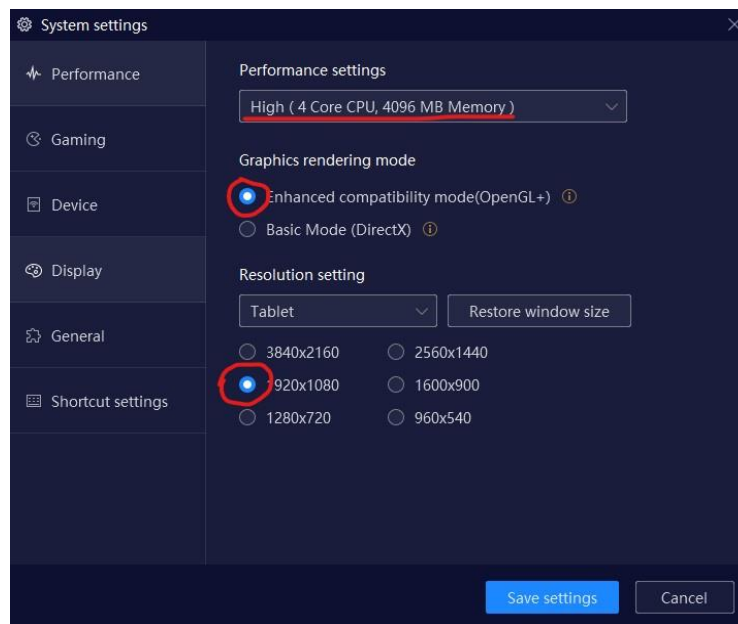 System settings
Performance
Gaming
Device
Display
General
Shortcut settings
Performance settings
High ( 4 Core CPU, 4096 MB Memory )
Graphics rendering mode
Enhanced compatibility mode(OpenGL+)
Basic Mode (DirectX)
Resolution setting
Tablet Restore window size
3840x2160 2560x1440
1920x1080 1600x900
1280x720 960x540
Save settings Cancel